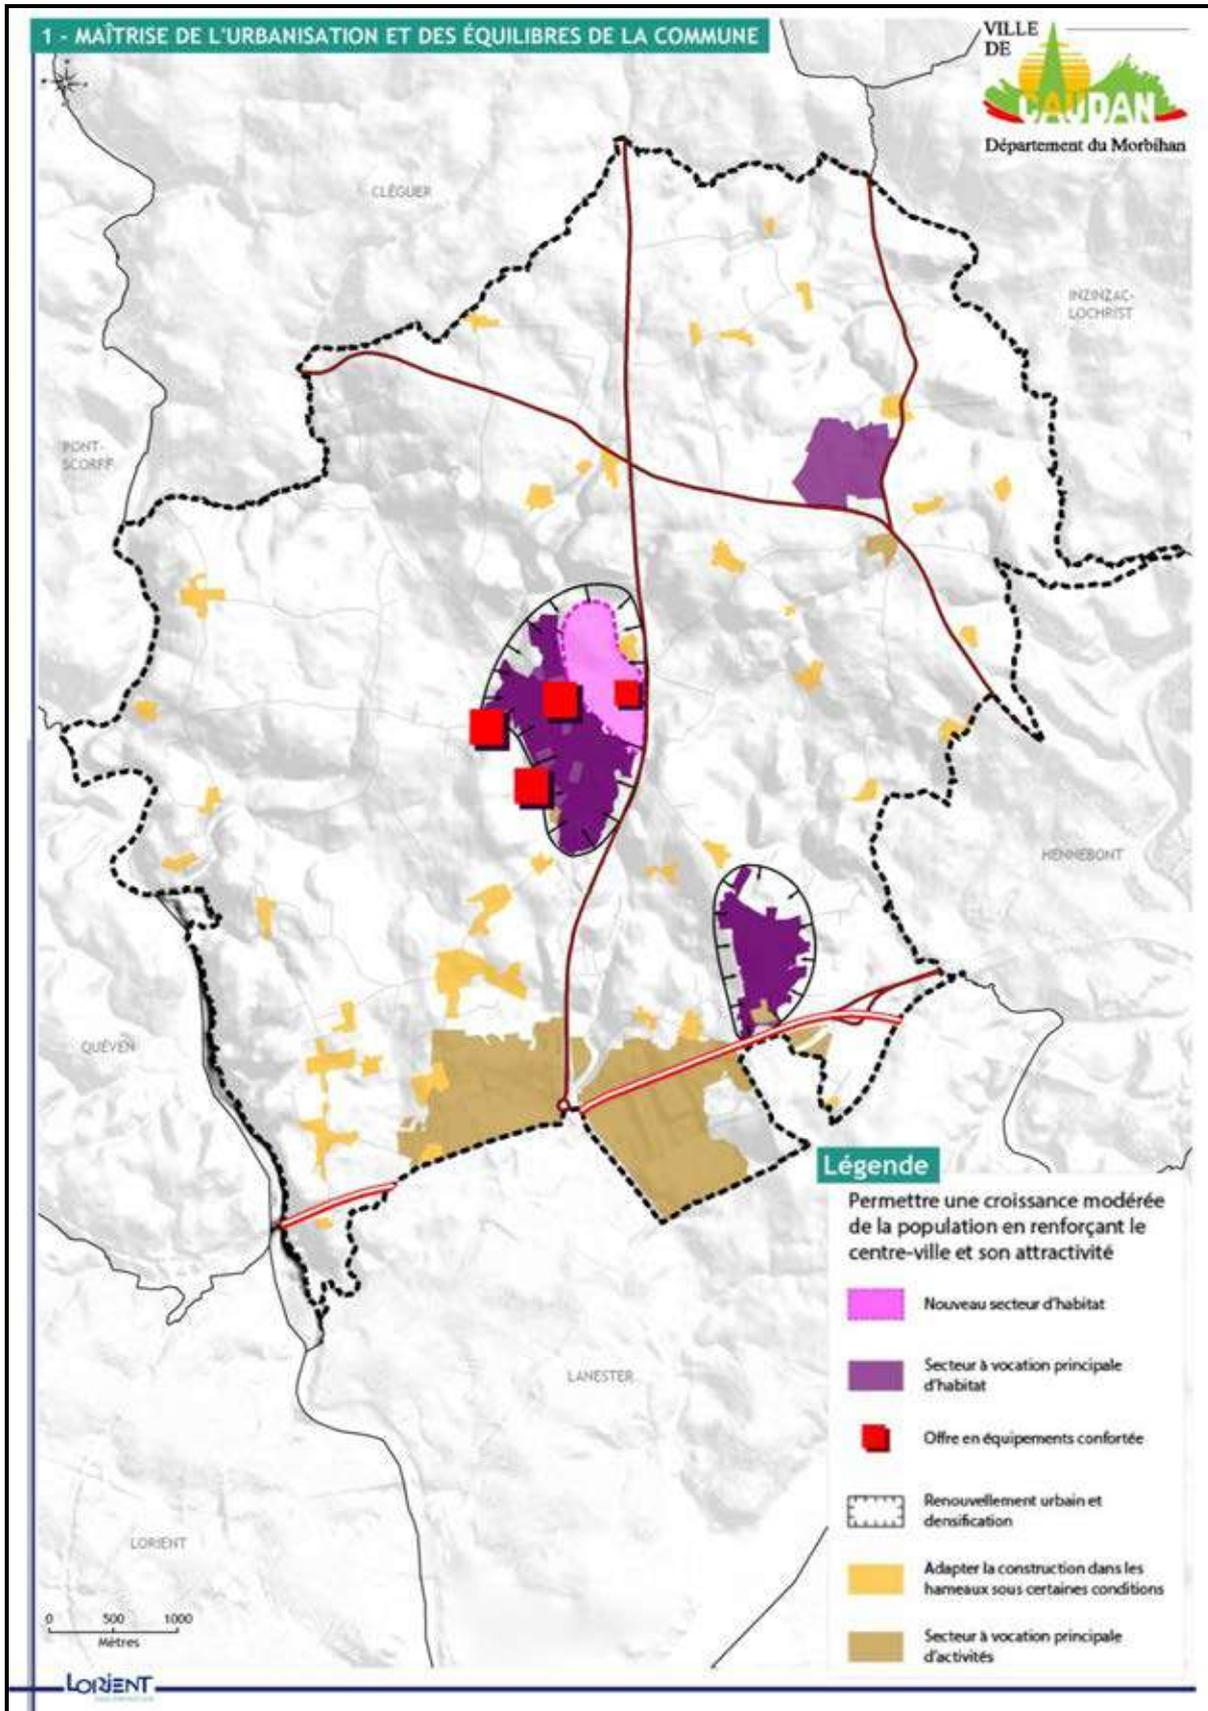 1 - MAÎTRISE DE L'URBANISATION ET DES ÉQUILIBRES DE LA COMMUNE
VILLE
DE
CAUDAN
Département du Morbihan
CLÉGUER
INZINZAC-
LOCHRIST
PONT-
SCORFF
HENNEBONT
QUÉVEN
LANESTER
LORIENT
Légende
Permettre une croissance modérée
de la population en renforçant le
centre-ville et son attractivité
Nouveau secteur d'habitat
Secteur à vocation principale
d'habitat
Offre en équipements confortée
Renouvellement urbain et
densification
Adapter la construction dans les
hameaux sous certaines conditions
Secteur à vocation principale
d'activités
0 500 1000
Mètres
LORIENT